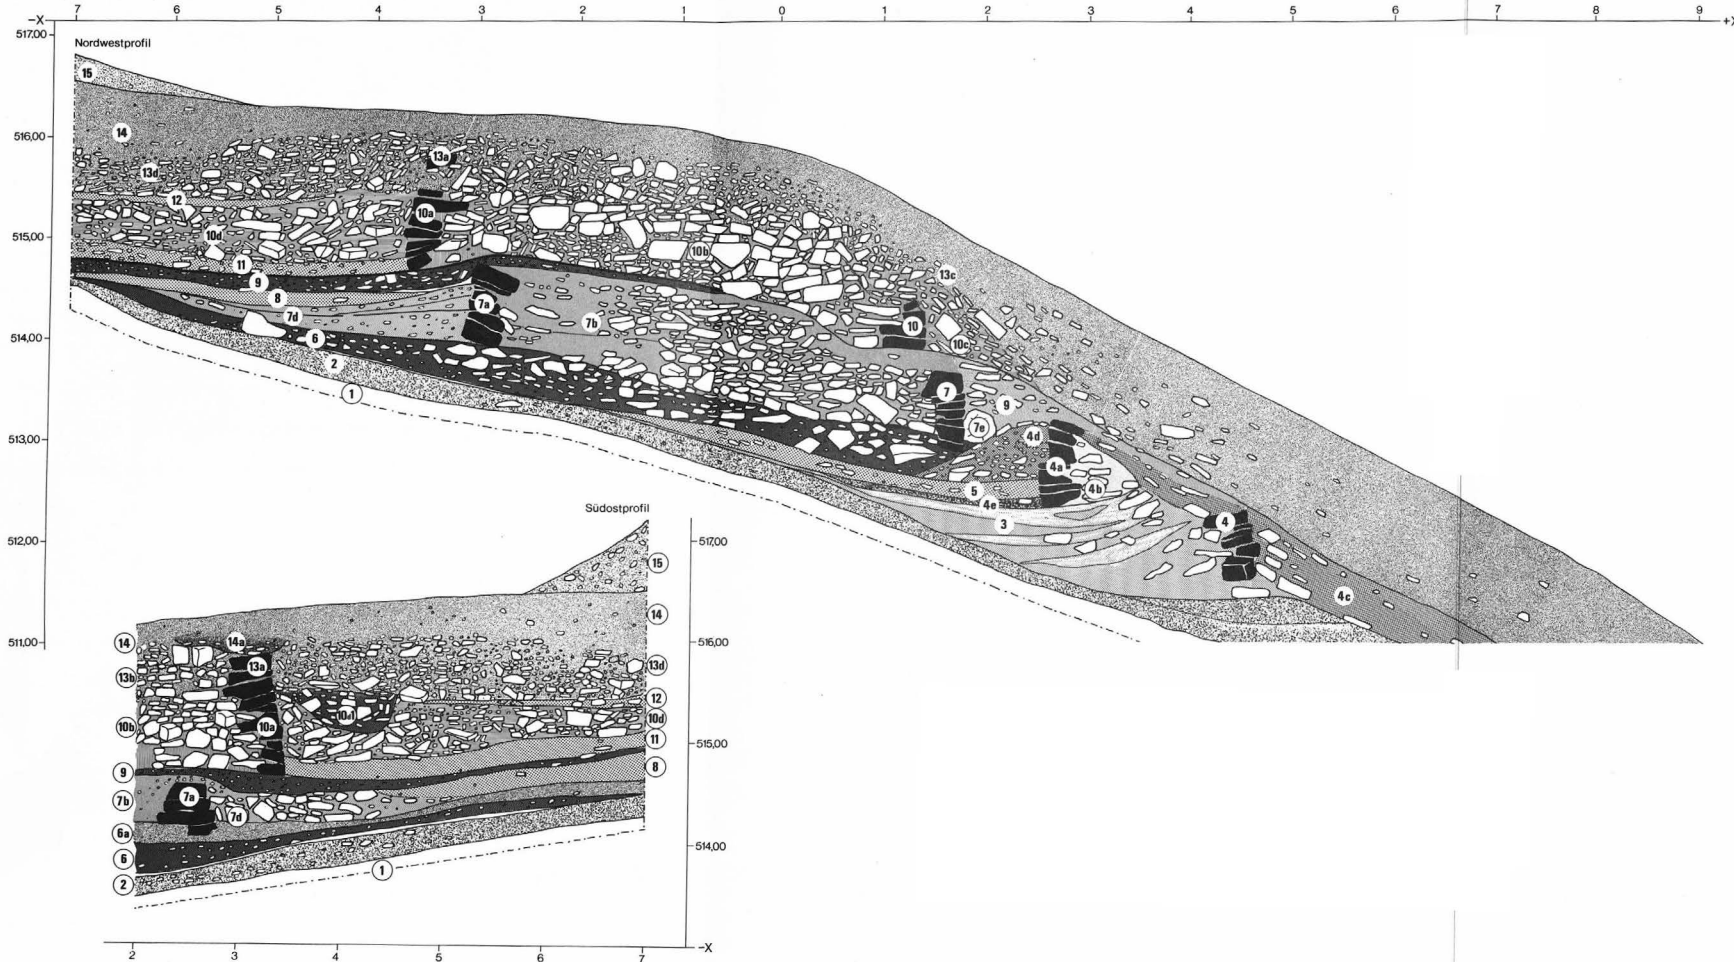 -X 7 6 5 4 3 2 1 0 1 2 3 4 5 6 7 8 9 +X
517.00
Nordwestprofil
15
516,00
14
13a
13d
12
10a
515,00
10d
10b
11
13c
9
8
7a
7d
7b
10
514,00
6
10c
2
1
7
9
513,00
7e
4d
4a
5
4b
4e
3
Südostprofil
4
512,00
517,00
15
4c
14
511,00
14
14a
516,00
13a
13d
13b
12
10d1
10d
10b
10a
11
515,00
9
8
7a
7b
7d
6a
514,00
6
1
2
2 3 4 5 6 7 -X